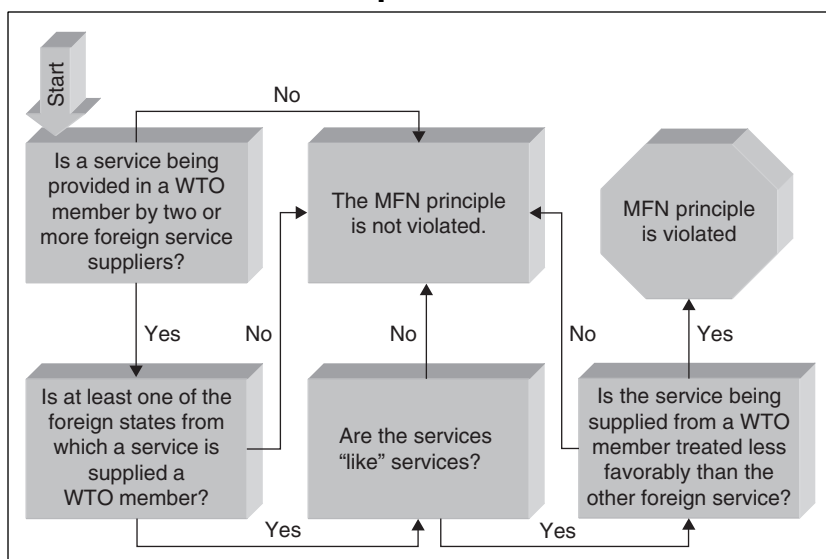 Start
No
Is a service being
provided in a WTO
member by two or
more foreign service
suppliers?
The MFN principle
is not violated.
MFN principle
is violated
Yes
No
No
No
Yes
Is at least one of the
foreign states from
which a service is
supplied a
WTO member?
Are the services
“like” services?
Is the service being
supplied from a WTO
member treated less
favorably than the
other foreign service?
Yes
Yes